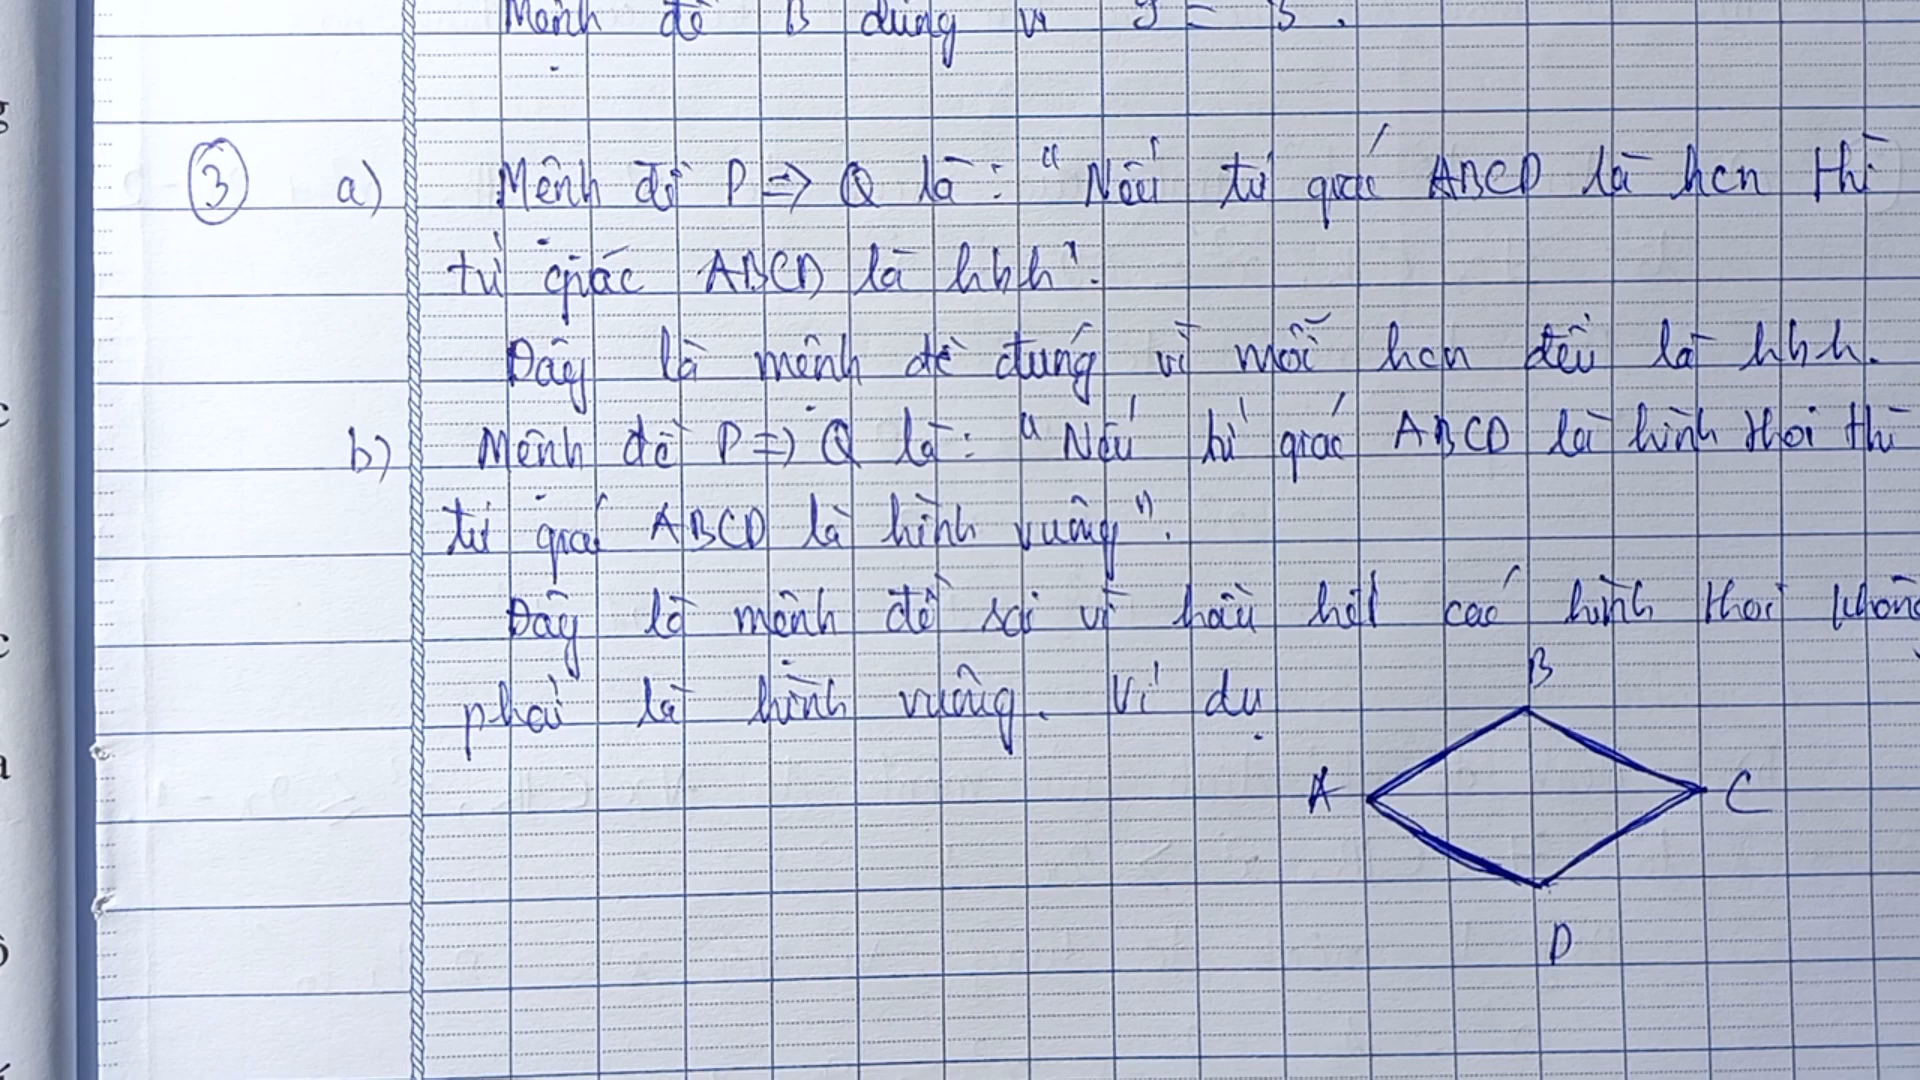 Mệnh đề B đúng vì
③ a) Mệnh đề P => Q là : "Nếu tứ giác ABCD là hcn thì
tứ giác ABCD là hbh".
Đây là mệnh đề đúng vì mỗi hcn đều là hbh.
b) Mệnh đề P => Q là : "Nếu tứ giác ABCD là hình thoi thì
tứ giác ABCD là hình vuông".
Đây là mệnh đề sai vì hầu hết các hình thoi không
phải là hình vuông. Ví dụ
B
A
C
D